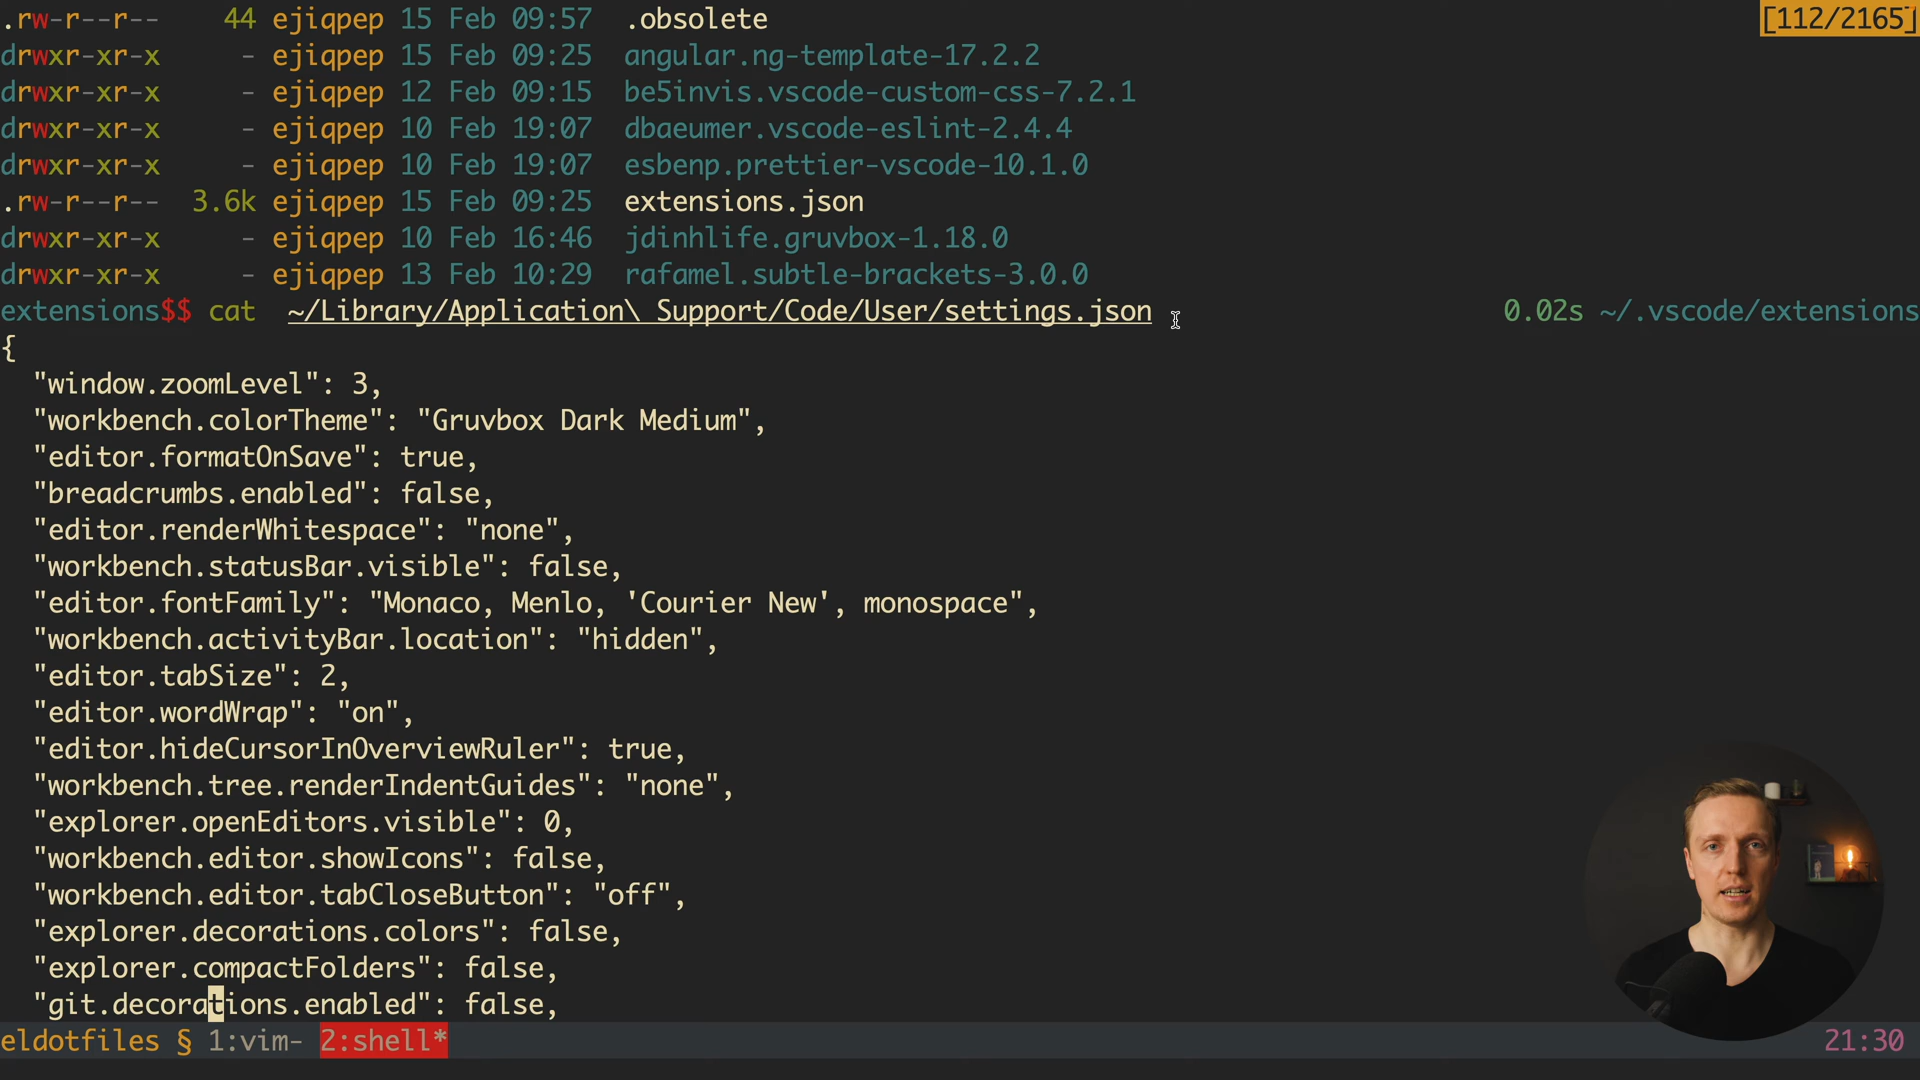 .rw-r--r--    44 ejiqpep 15 Feb 09:57  .obsolete
[112/2165]
drwxr-xr-x     - ejiqpep 15 Feb 09:25  angular.ng-template-17.2.2
drwxr-xr-x     - ejiqpep 12 Feb 09:15  be5invis.vscode-custom-css-7.2.1
drwxr-xr-x     - ejiqpep 10 Feb 19:07  dbaeumer.vscode-eslint-2.4.4
drwxr-xr-x     - ejiqpep 10 Feb 19:07  esbenp.prettier-vscode-10.1.0
.rw-r--r--  3.6k ejiqpep 15 Feb 09:25  extensions.json
drwxr-xr-x     - ejiqpep 10 Feb 16:46  jdinhlife.gruvbox-1.18.0
drwxr-xr-x     - ejiqpep 13 Feb 10:29  rafamel.subtle-brackets-3.0.0
extensions$$ cat  ~/Library/Application\ Support/Code/User/settings.json    0.02s ~/.vscode/extensions
{
  "window.zoomLevel": 3,
  "workbench.colorTheme": "Gruvbox Dark Medium",
  "editor.formatOnSave": true,
  "breadcrumbs.enabled": false,
  "editor.renderWhitespace": "none",
  "workbench.statusBar.visible": false,
  "editor.fontFamily": "Monaco, Menlo, 'Courier New', monospace",
  "workbench.activityBar.location": "hidden",
  "editor.tabSize": 2,
  "editor.wordWrap": "on",
  "editor.hideCursorInOverviewRuler": true,
  "workbench.tree.renderIndentGuides": "none",
  "explorer.openEditors.visible": 0,
  "workbench.editor.showIcons": false,
  "workbench.editor.tabCloseButton": "off",
  "explorer.decorations.colors": false,
  "explorer.compactFolders": false,
  "git.decorations.enabled": false,
eldotfiles § 1:vim- 2:shell*    21:30